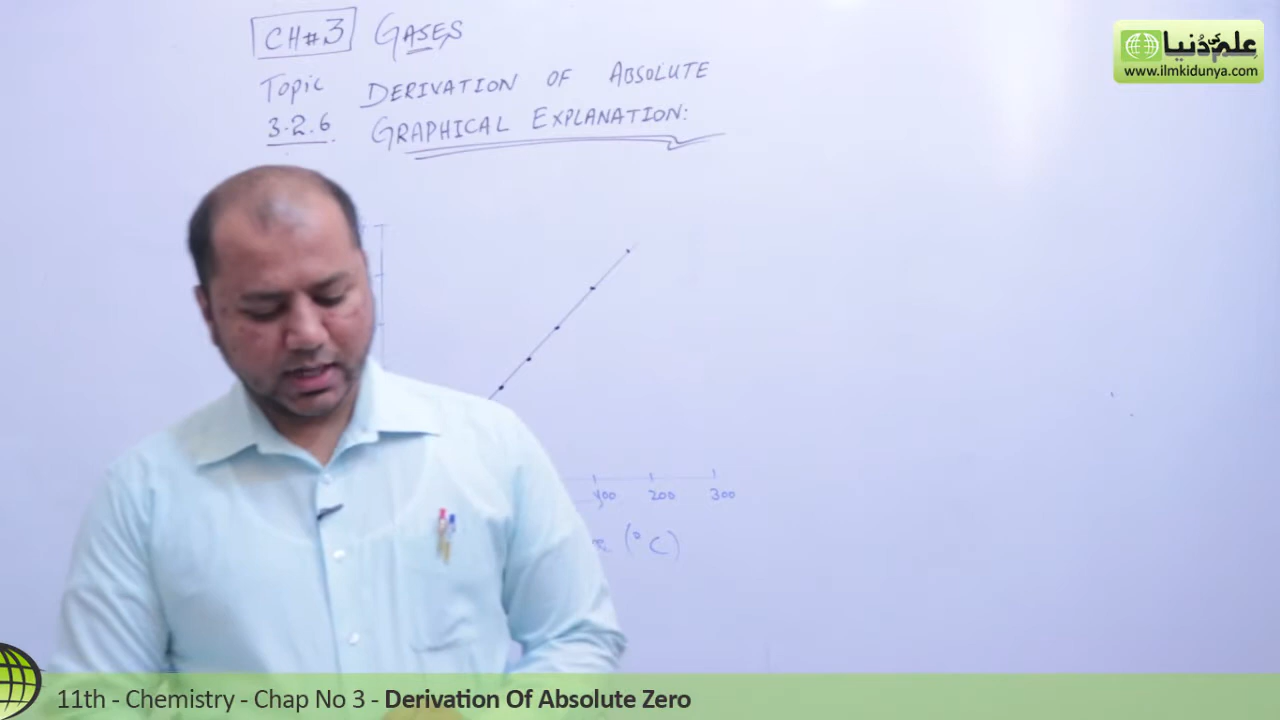 CH#3 GASES
Topic DERIVATION OF ABSOLUTE
3.2.6 GRAPHICAL EXPLANATION:
علم کی دُنیا
www.ilmkidunya.com
100 200 300
(°C)
11th - Chemistry - Chap No 3 - Derivation Of Absolute Zero